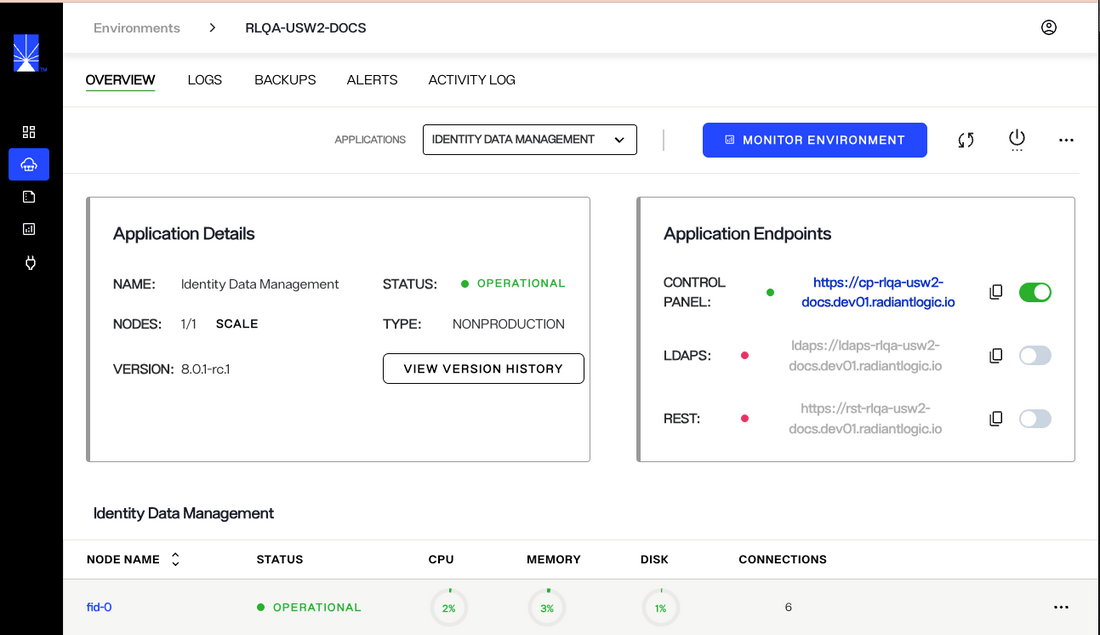 Environments > RLQA-USW2-DOCS
OVERVIEW LOGS BACKUPS ALERTS ACTIVITY LOG
APPLICATIONS IDENTITY DATA MANAGEMENT MONITOR ENVIRONMENT
Application Details
NAME: Identity Data Management STATUS: OPERATIONAL
NODES: 1/1 SCALE TYPE: NONPRODUCTION
VERSION: 8.0.1-rc.1 VIEW VERSION HISTORY
Application Endpoints
CONTROL
PANEL:
https://cp-rlqa-usw2-
docs.dev01.radiantlogic.io
LDAPS:
ldaps://ldaps-rlqa-usw2-
docs.dev01.radiantlogic.io
REST:
https://rst-rlqa-usw2-
docs.dev01.radiantlogic.io
Identity Data Management
NODE NAME STATUS CPU MEMORY DISK CONNECTIONS
fid-0 OPERATIONAL 2% 3% 1% 6